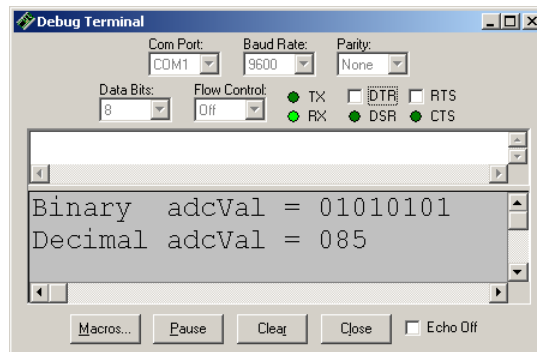 Debug Terminal
Com Port: Baud Rate: Parity:
COM1 9600 None
Data Bits: Flow Control: TX DTR RTS
8 Off RX DSR CTS
Binary adcVal = 01010101
Decimal adcVal = 085
Macros... Pause Clear Close Echo Off